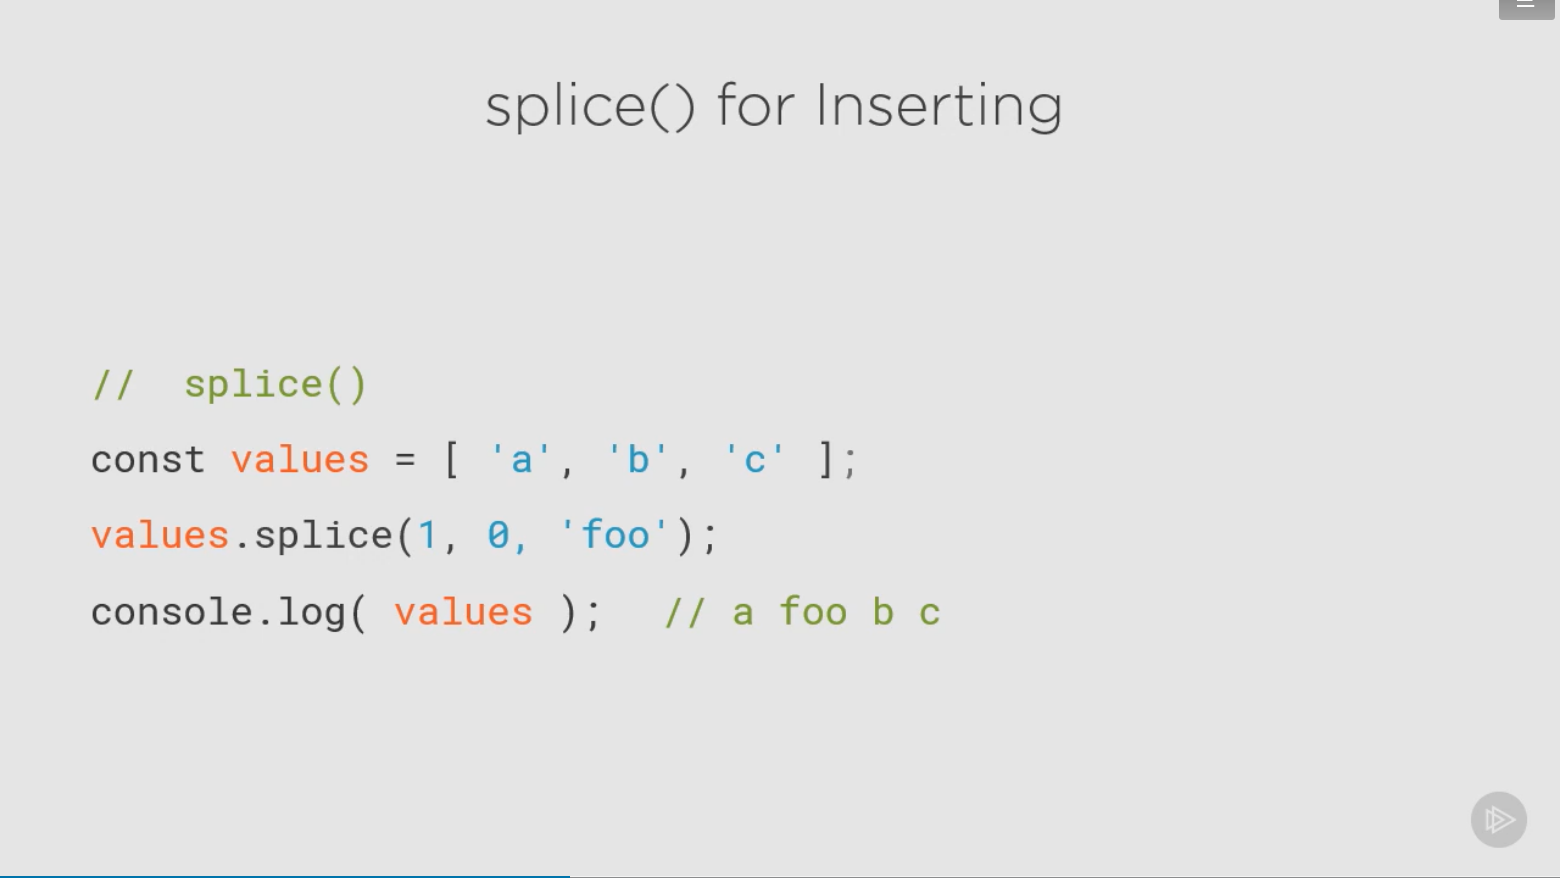 splice() for Inserting
//  splice()
const values = [ 'a', 'b', 'c' ];
values.splice(1, 0, 'foo');
console.log( values );   // a foo b c